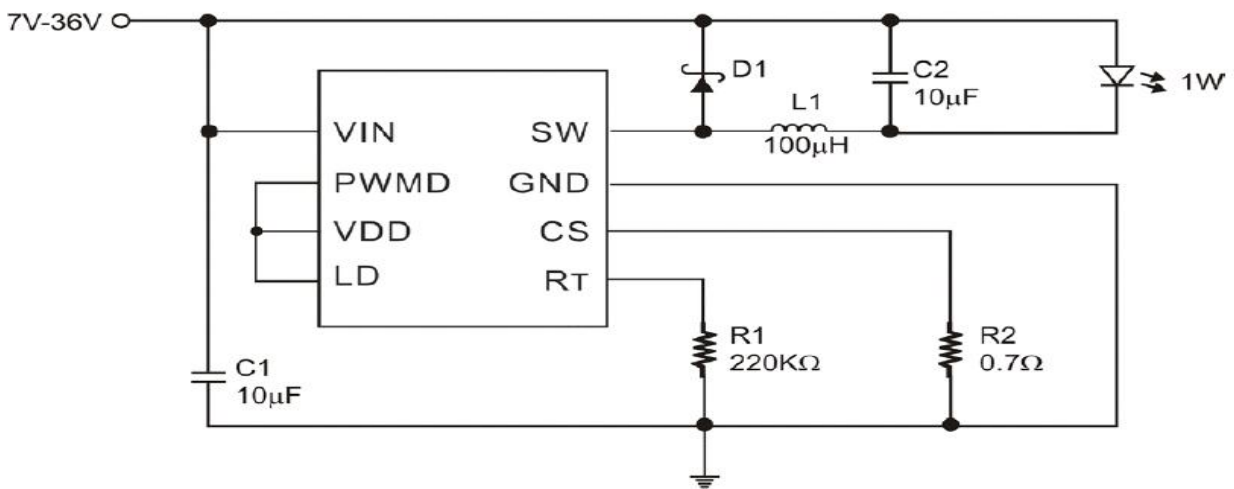 7V-36V
D1
C2
10μF
1W
L1
100μH
VIN
SW
PWMD
GND
VDD
CS
LD
RT
R1
220KΩ
R2
0.7Ω
C1
10μF